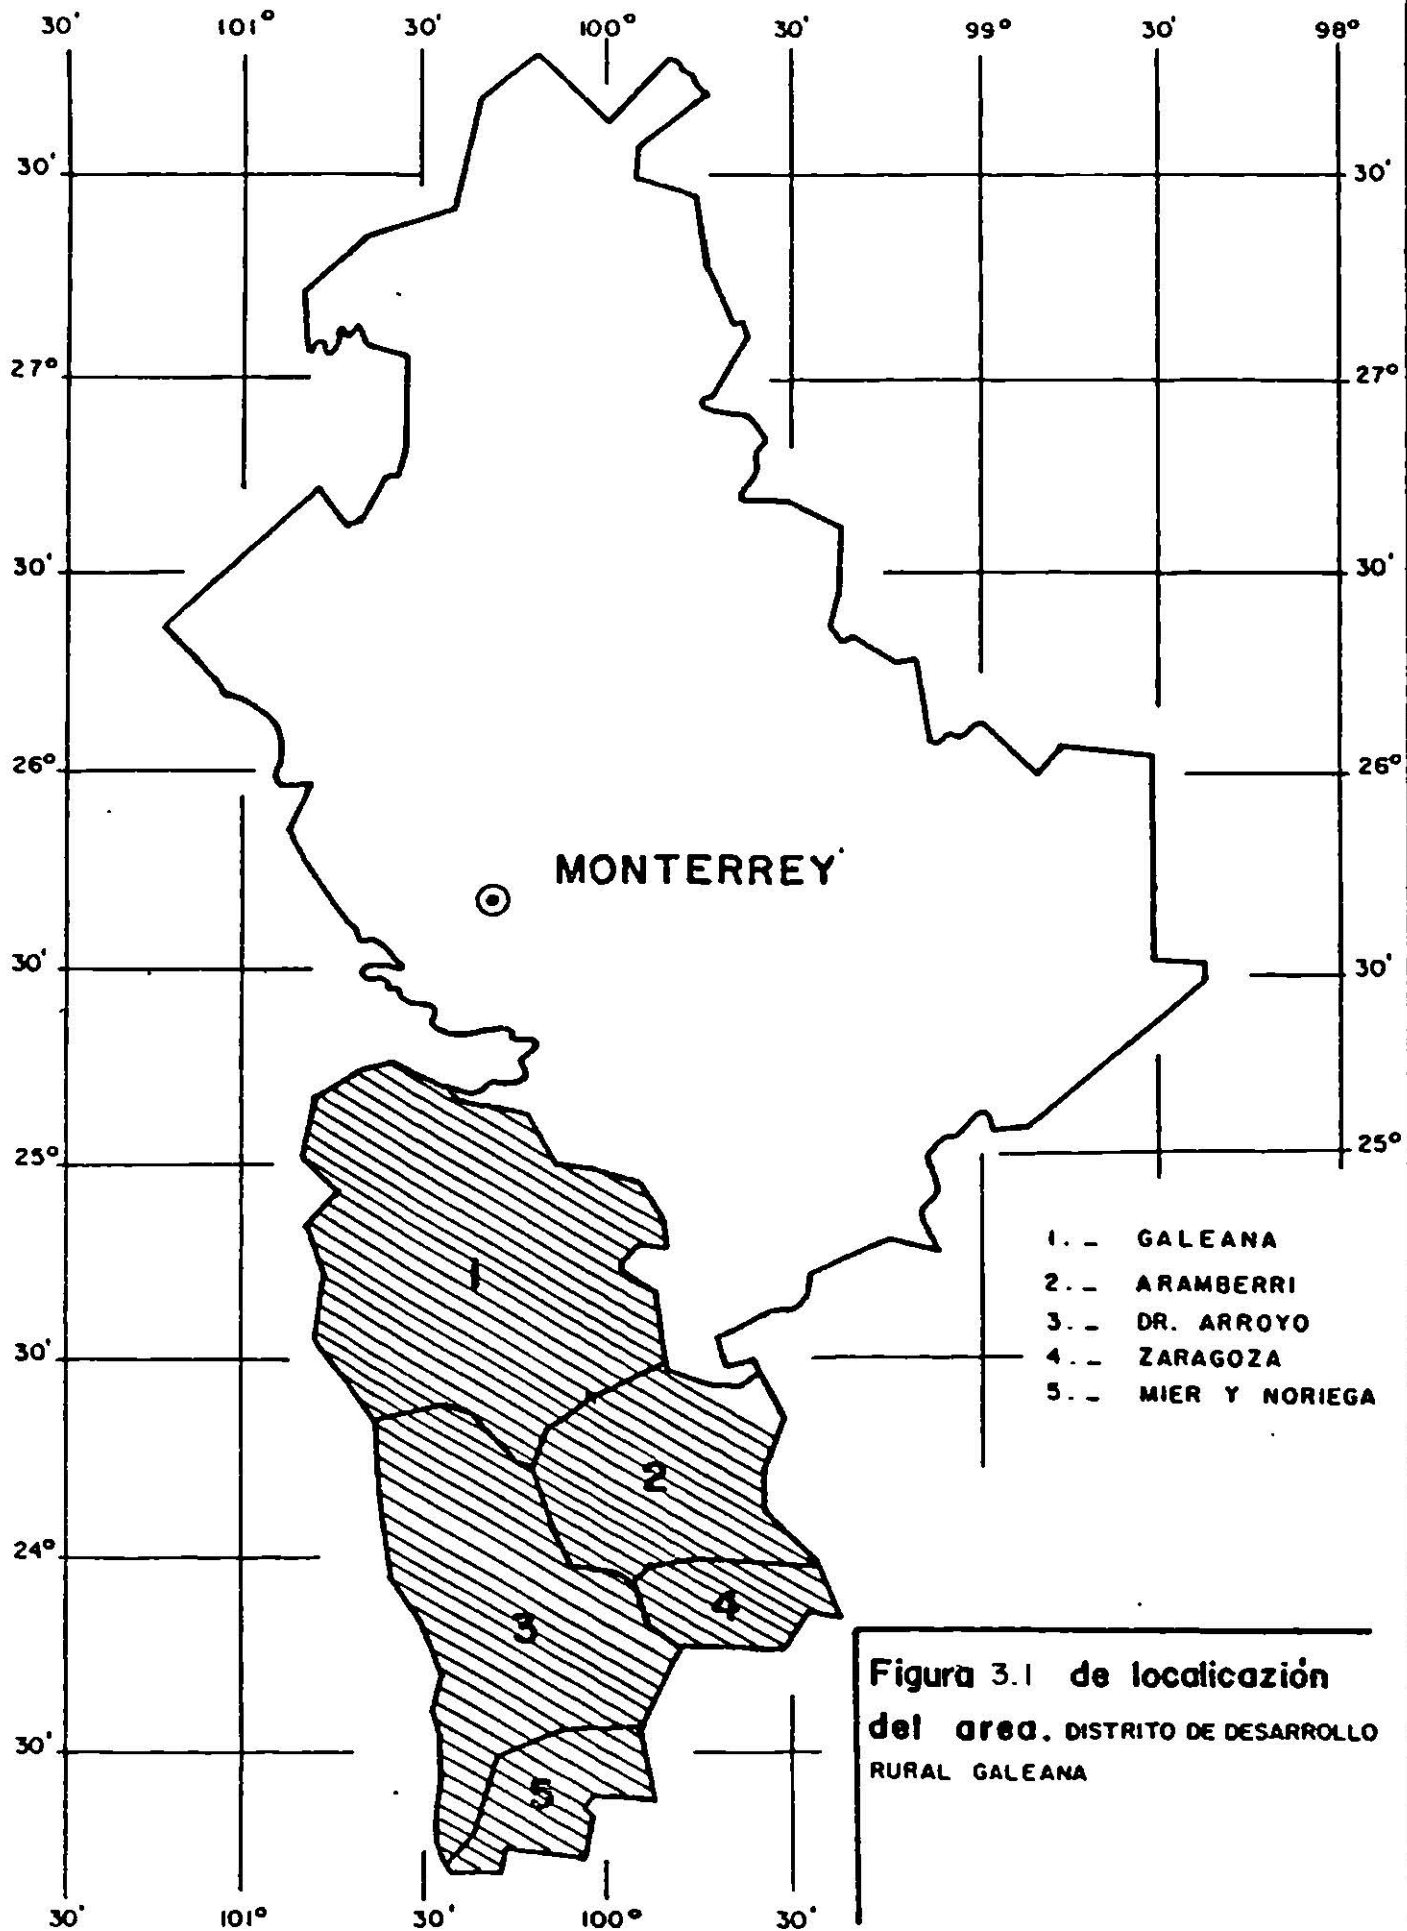 30' 101° 30' 100° 30' 99° 30' 98°
30' 30'
27° 27°
30' 30'
26° 26°
MONTERREY
30' 30'
25° 25°
1.- GALEANA
2.- ARAMBERRI
3.- DR. ARROYO
4.- ZARAGOZA
5.- MIER Y NORIEGA
1
30'
2
24°
4
3
Figura 3.1 de localicazión
del area. DISTRITO DE DESARROLLO
RURAL GALEANA
30'
5
30' 101° 30' 100° 30'